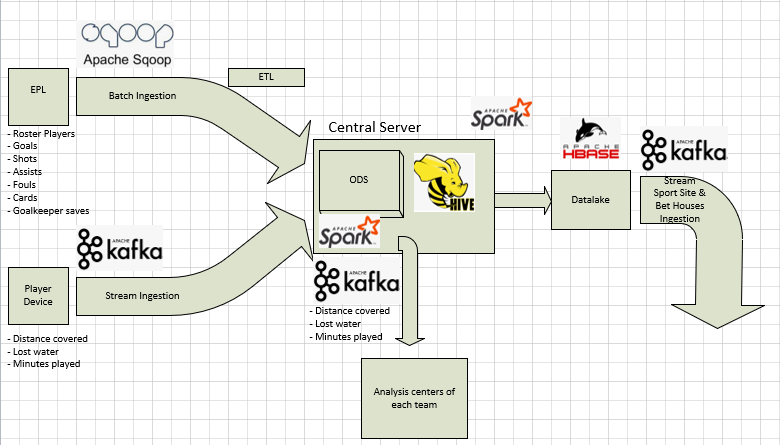 sqoop
Apache Sqoop
EPL
Batch Ingestion
ETL
- Roster Players
- Goals
- Shots
- Assists
- Fouls
- Cards
- Goalkeeper saves
Central Server
ODS
HIVE
APACHE
Spark
APACHE
Spark
APACHE
HBASE
APACHE
kafka
Datalake
Stream
Sport Site &
Bet Houses
Ingestion
APACHE
kafka
Player
Device
Stream Ingestion
- Distance covered
- Lost water
- Minutes played
APACHE
kafka
- Distance covered
- Lost water
- Minutes played
Analysis centers of
each team